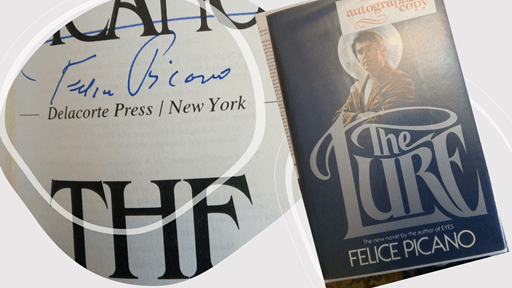 PICANO
Felice Picano
Delacorte Press / New York
THE
autographed
copy
The
LURE
The new novel by the author of EYES
FELICE PICANO